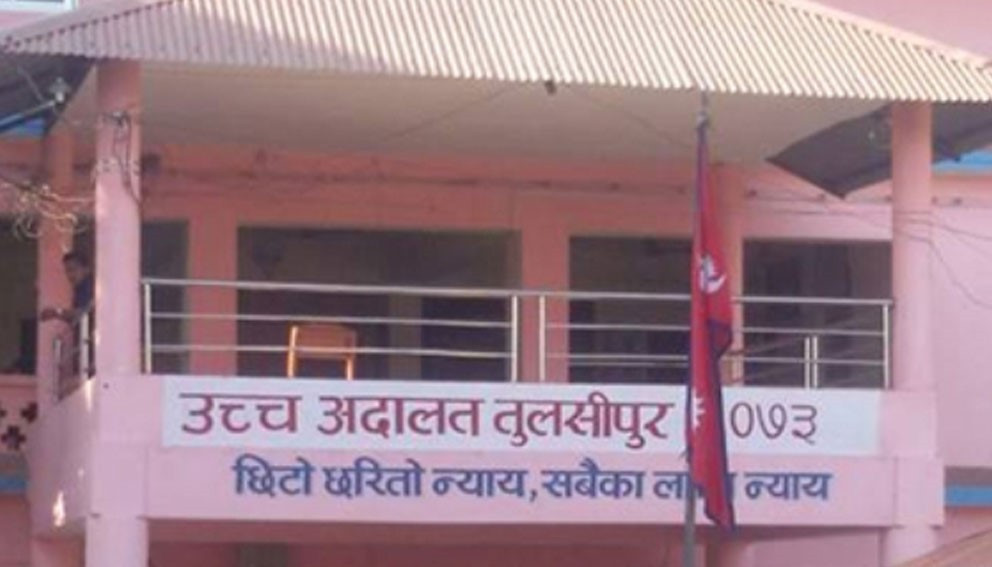 उच्च अदालत तुलसीपुर ०७३
छिटो छरितो न्याय, सबैका न्याय